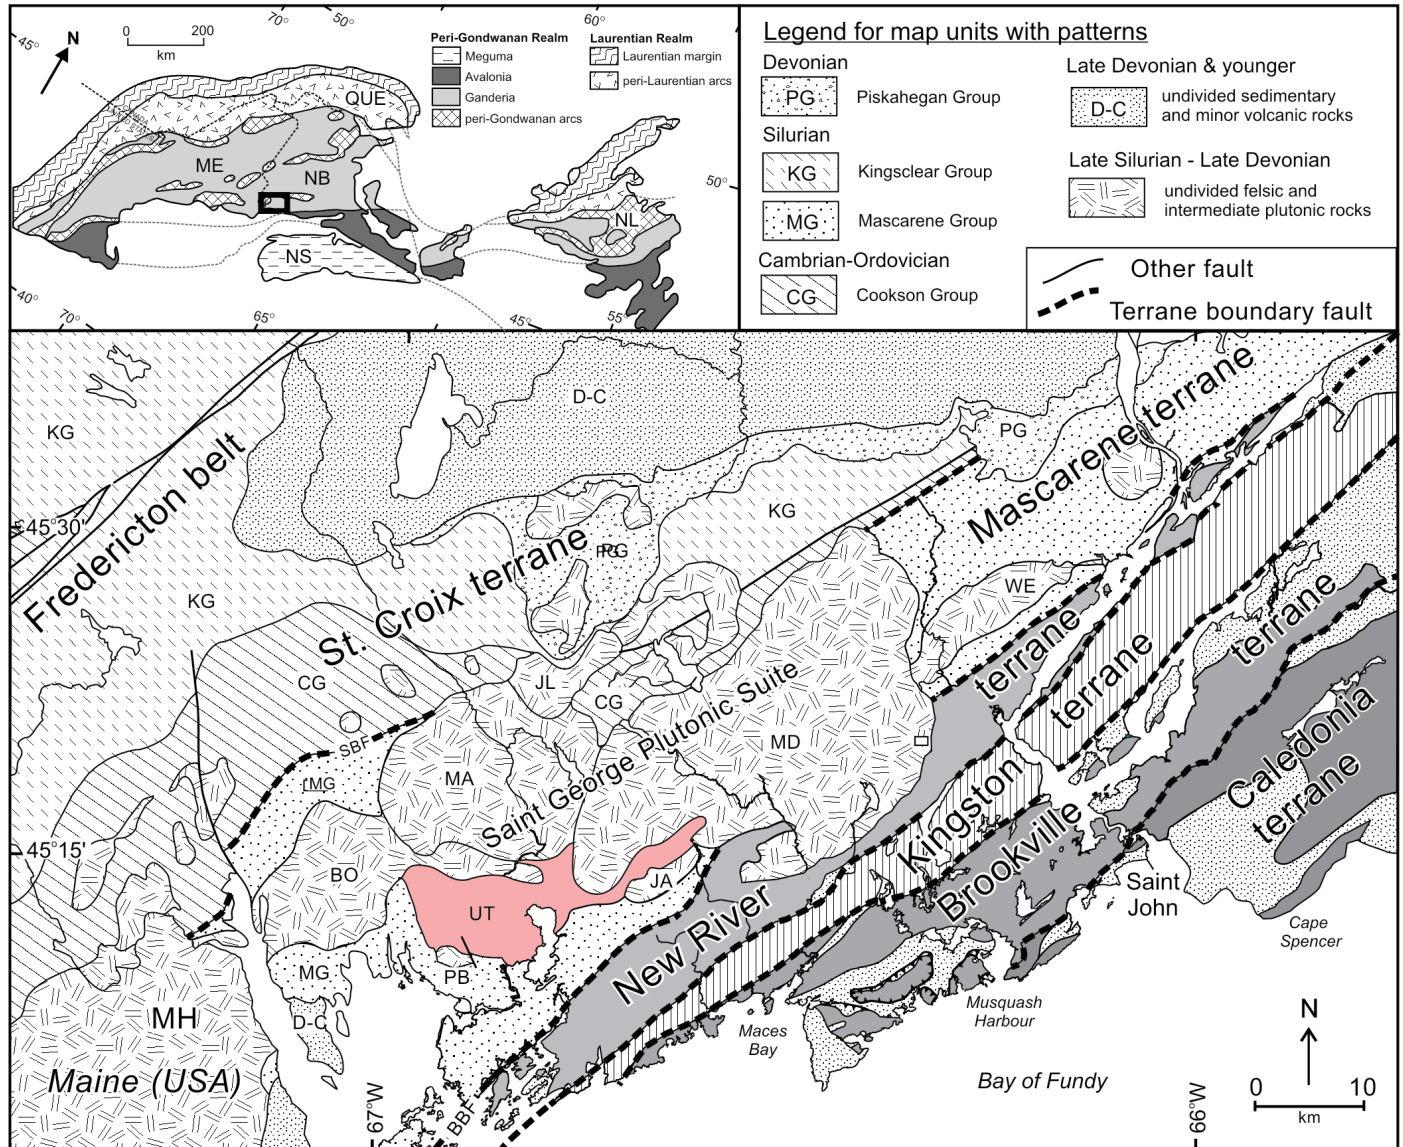 70°
50°
60°
45°
N
0 200
km
Peri-Gondwanan Realm
Meguma
Avalonia
Ganderia
peri-Gondwanan arcs
Laurentian Realm
Laurentian margin
peri-Laurentian arcs
QUE
ME
NB
NS
NL
50°
40°
70°
65°
45°
55°
Legend for map units with patterns
Devonian
PG Piskahegan Group
Silurian
KG Kingsclear Group
MG Mascarene Group
Cambrian-Ordovician
CG Cookson Group
Late Devonian & younger
D-C undivided sedimentary
and minor volcanic rocks
Late Silurian - Late Devonian
undivided felsic and
intermediate plutonic rocks
Other fault
Terrane boundary fault
KG
D-C
PG
Mascarene terrane
Fredericton belt
45°30'
KG
PG
PG
KG
St. Croix terrane
WE
terrane
terrane
terrane
CG
JL
CG
SBF
MG
MA
Saint George Plutonic Suite
MD
Caledonia
terrane
45°15'
BO
UT
JA
Kingston
Brookville
New River
Saint
John
Cape
Spencer
MG
PB
D-C
MH
Maine (USA)
Maces
Bay
Musquash
Harbour
Bay of Fundy
N
0 10
km
BBF
67°W
66°W